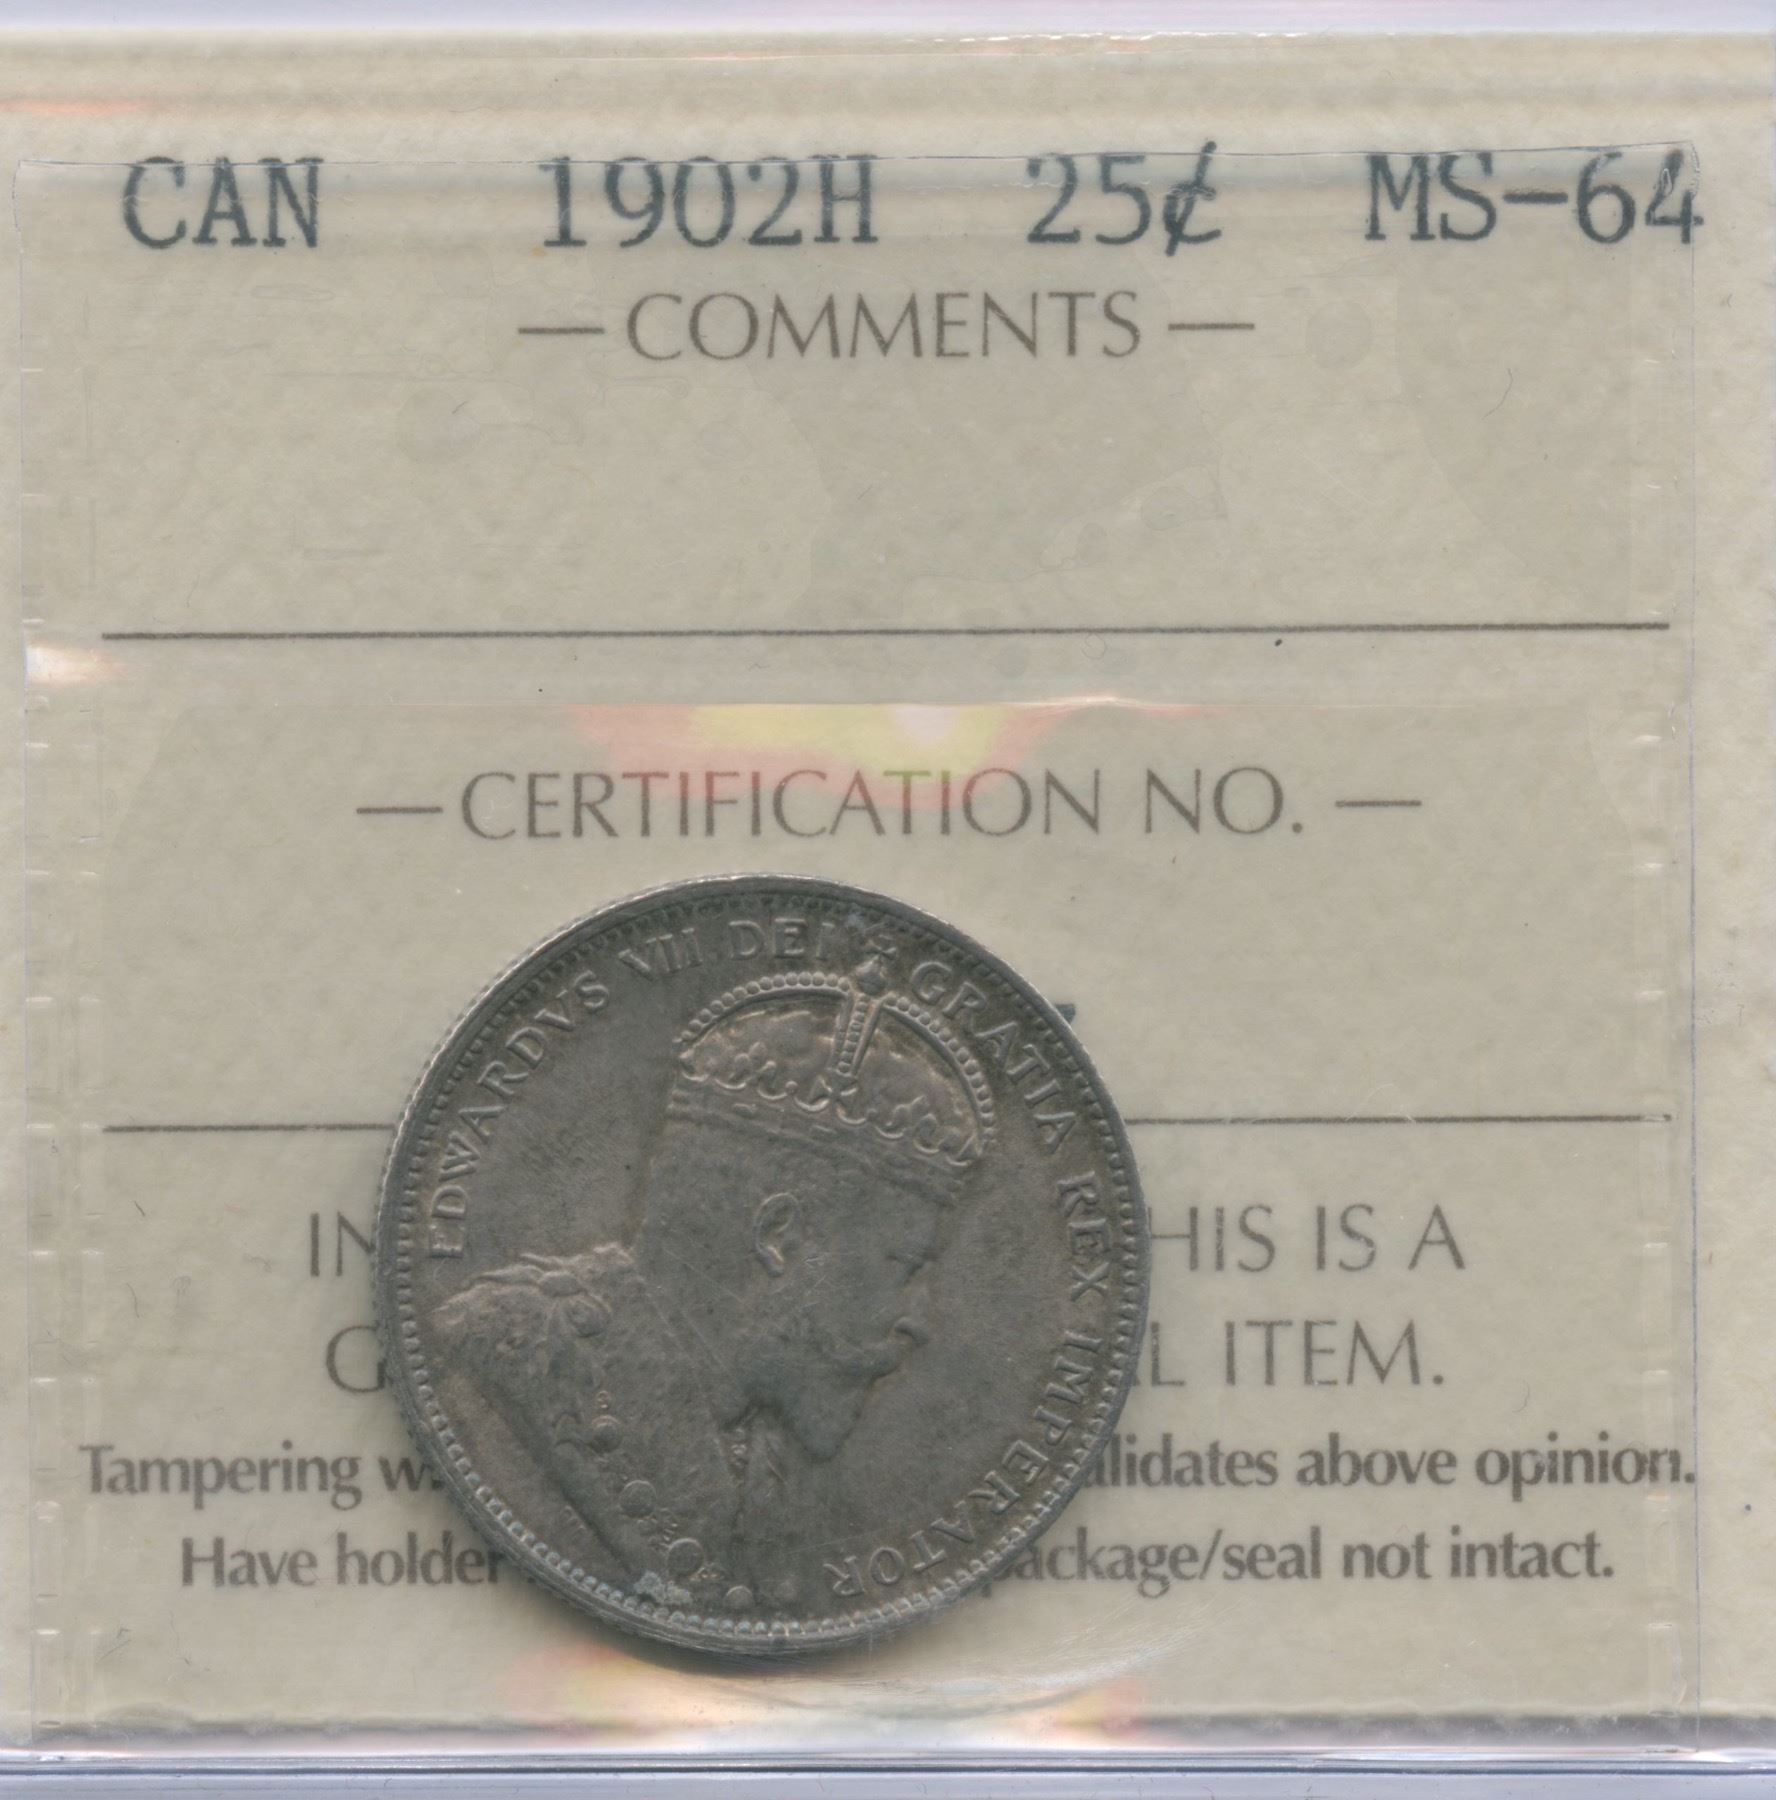 CAN 1902H 25¢ MS-64
— COMMENTS —
— CERTIFICATION NO. —
EDWARDVS VII DEI GRATIA REX IMPERATOR
IN HIS IS A
G L ITEM.
Tampering w alidates above opinion.
Have holder package/seal not intact.